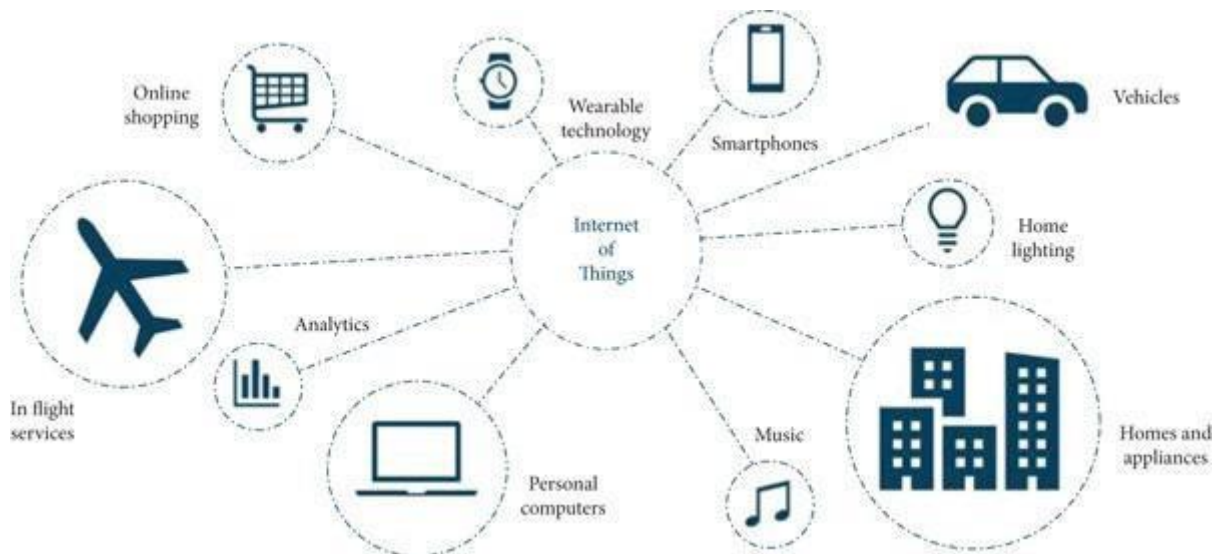 Online
shopping
Wearable
technology
Smartphones
Vehicles
Internet
of
Things
Home
lighting
Analytics
In flight
services
Personal
computers
Music
Homes and
appliances